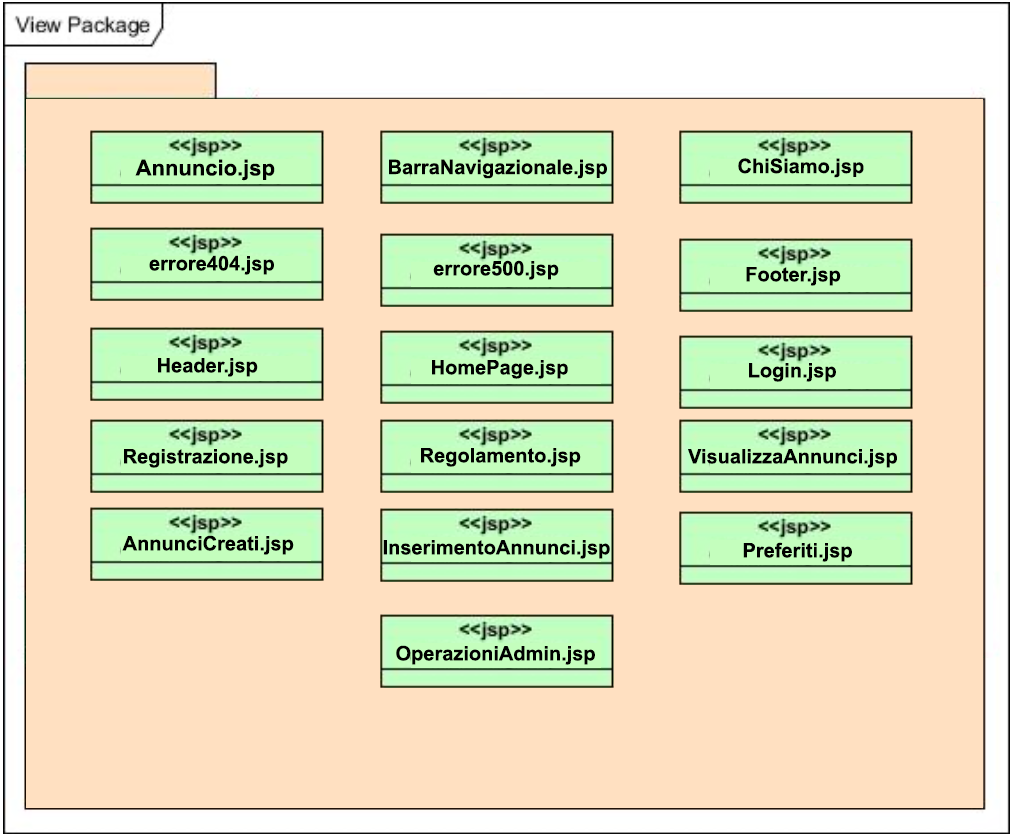 View Package
<<jsp>>
Annuncio.jsp
<<jsp>>
BarraNavigazionale.jsp
<<jsp>>
ChiSiamo.jsp
<<jsp>>
errore404.jsp
<<jsp>>
errore500.jsp
<<jsp>>
Footer.jsp
<<jsp>>
Header.jsp
<<jsp>>
HomePage.jsp
<<jsp>>
Login.jsp
<<jsp>>
Registrazione.jsp
<<jsp>>
Regolamento.jsp
<<jsp>>
VisualizzaAnnunci.jsp
<<jsp>>
AnnunciCreati.jsp
<<jsp>>
InserimentoAnnunci.jsp
<<jsp>>
Preferiti.jsp
<<jsp>>
OperazioniAdmin.jsp